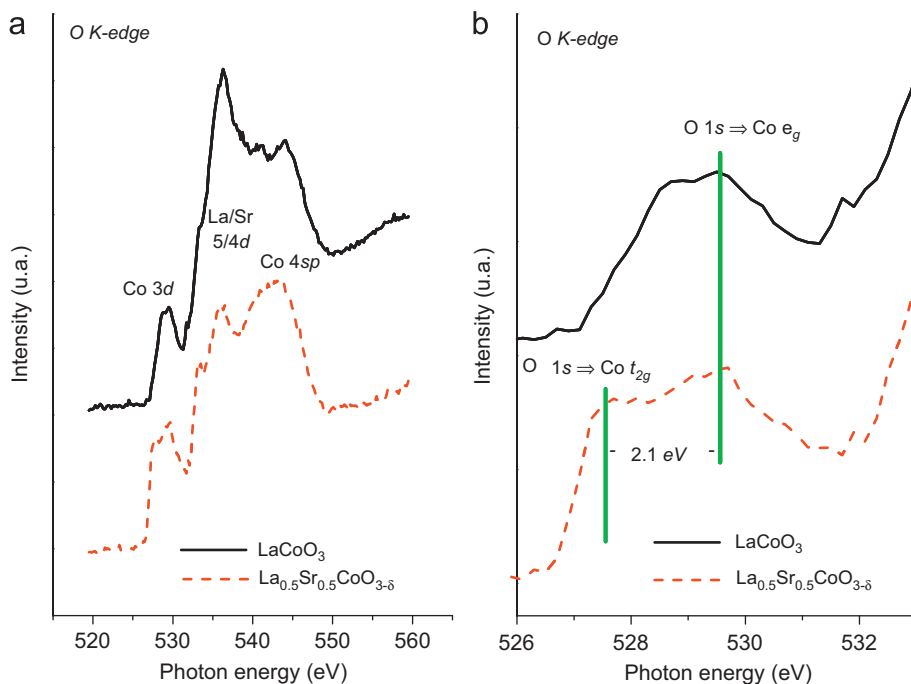 a
O K-edge
Intensity (u.a.)
Co 3d
La/Sr
5/4d
Co 4sp
LaCoO₃
La₀.₅Sr₀.₅CoO₃₋δ
520 530 540 550 560
Photon energy (eV)
b
O K-edge
Intensity (u.a.)
O 1s ⇒ Co e_g
O 1s ⇒ Co t₂g
- 2.1 eV -
LaCoO₃
La₀.₅Sr₀.₅CoO₃₋δ
526 528 530 532
Photon energy (eV)